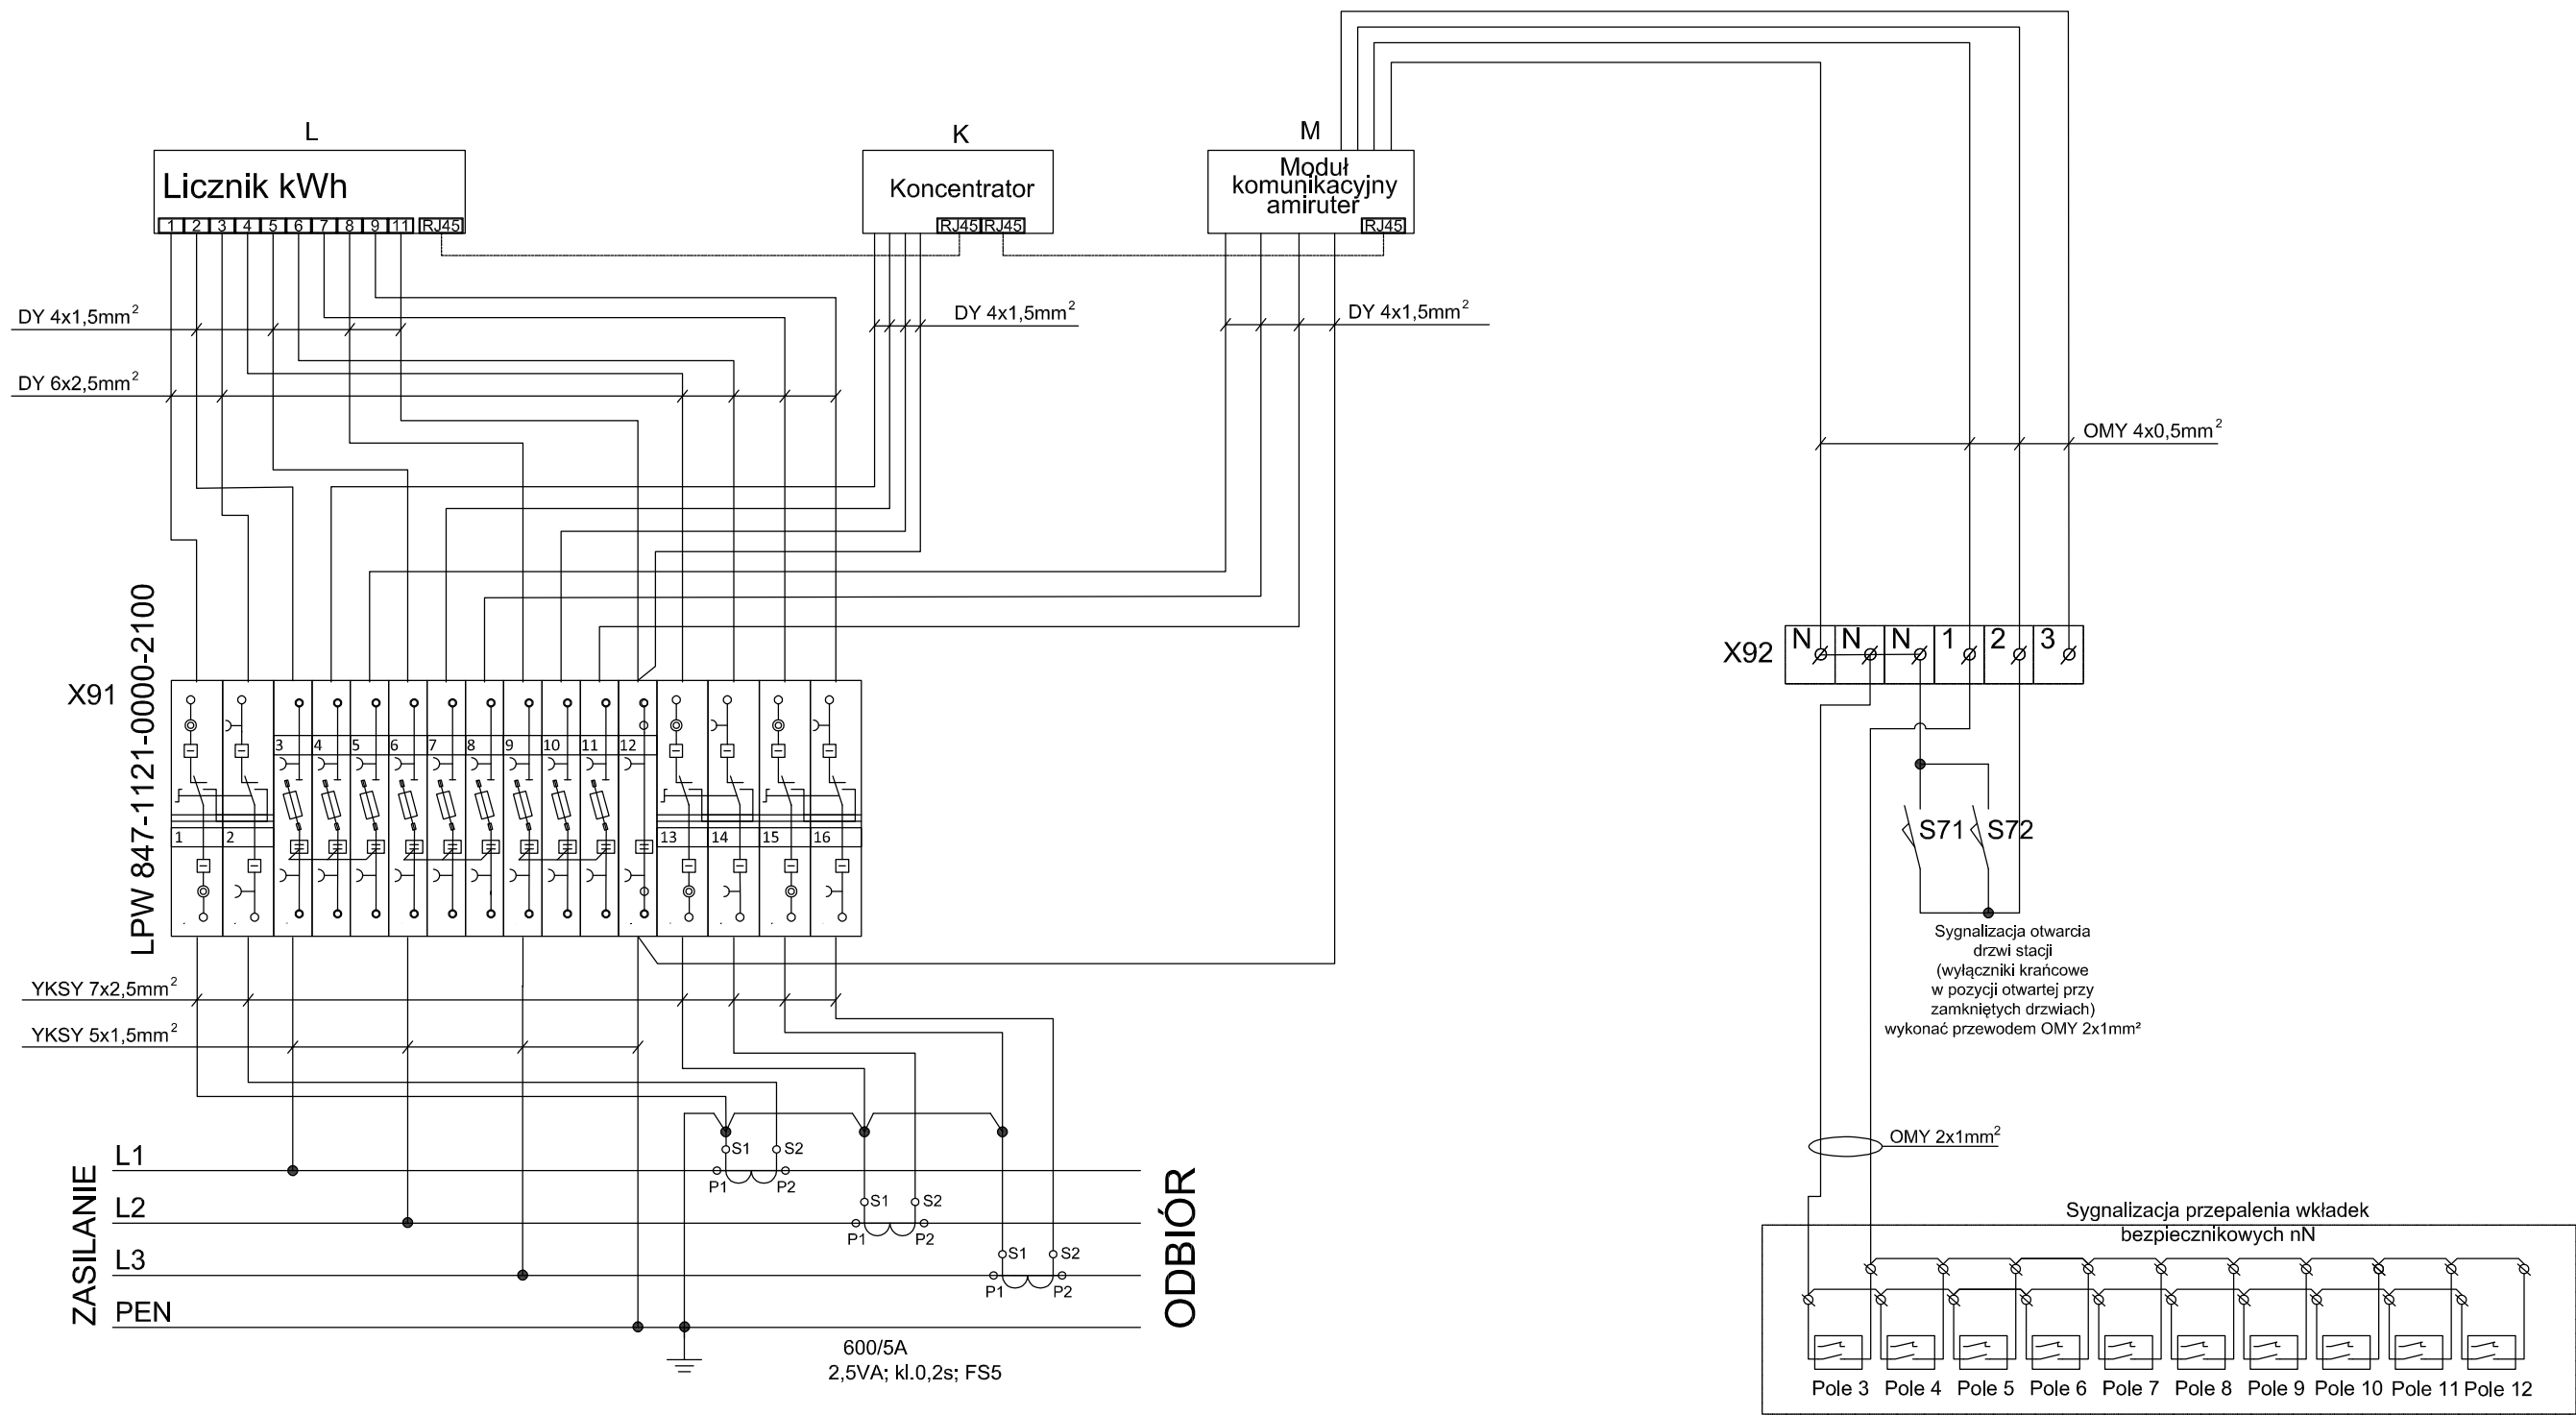 L
Licznik kWh
1 2 3 4 5 6 7 8 9 11 RJ45
K
Koncentrator
RJ45 RJ45
M
Moduł
komunikacyjny
amiruter
RJ45
DY 4x1,5mm²
DY 4x1,5mm²
DY 4x1,5mm²
DY 6x2,5mm²
OMY 4x0,5mm²
X91
LPW 847-1121-0000-2100
3 4 5 6 7 8 9 10 11 12
1 2
13 14 15 16
X92
N N N 1 2 3
S71 S72
Sygnalizacja otwarcia
drzwi stacji
(wyłączniki krańcowe
w pozycji otwartej przy
zamkniętych drzwiach)
wykonać przewodem OMY 2x1mm²
YKSY 7x2,5mm²
YKSY 5x1,5mm²
ZASILANIE
L1
S1 S2
P1 P2
L2
S1 S2
P1 P2
L3
S1 S2
P1 P2
PEN
ODBIÓR
600/5A
2,5VA; kl.0,2s; FS5
OMY 2x1mm²
Sygnalizacja przepalenia wkładek
bezpiecznikowych nN
Pole 3 Pole 4 Pole 5 Pole 6 Pole 7 Pole 8 Pole 9 Pole 10 Pole 11 Pole 12